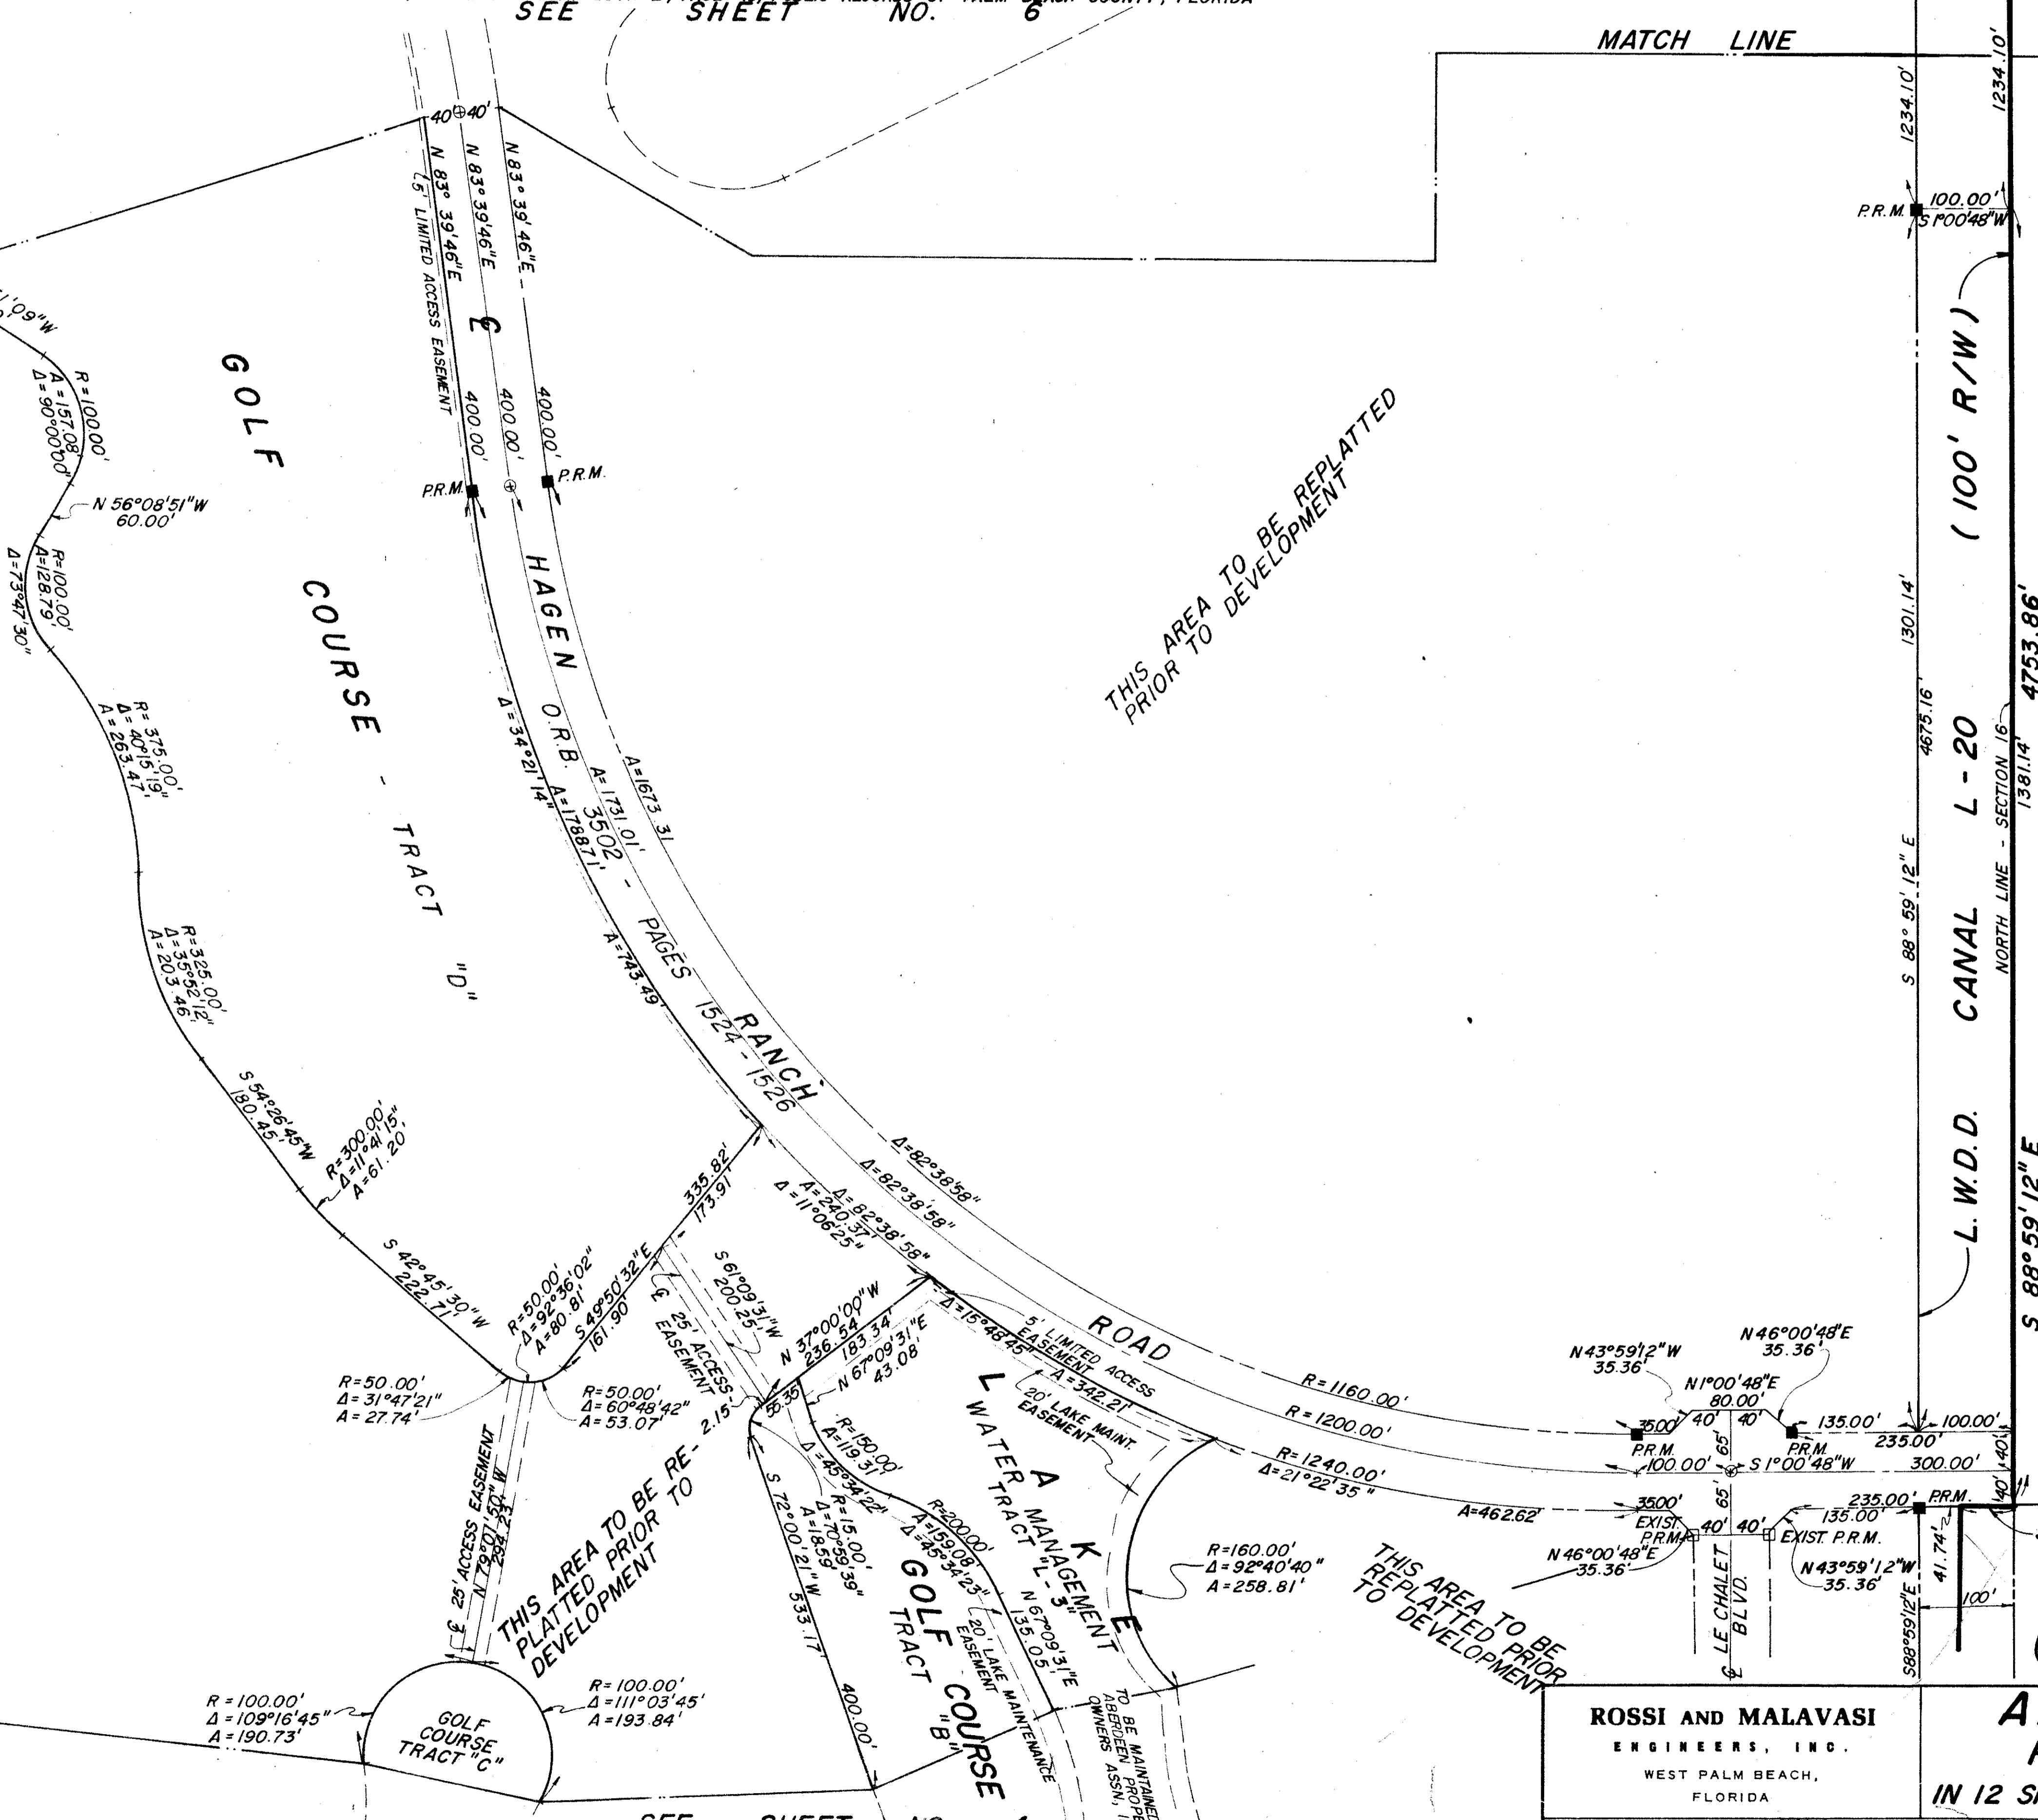 SEE SHEET NO. 6
MATCH LINE
1234.10'
1234.10'
P.R.M.
100.00'
S 1°00'48"W
40' 40'
N 83°39'46"E
N 83°39'46"E
N 83°39'46"E
5' LIMITED ACCESS EASEMENT
℄
400.00'
400.00'
400.00'
P.R.M.
P.R.M.
R=100.00'
A=157.08'
Δ=90°00'00"
N 56°08'51"W
60.00'
R=100.00'
A=128.79'
Δ=73°47'30"
GOLF COURSE - TRACT "D"
R=375.00'
Δ=40°15'19"
A=263.47'
R=325.00'
Δ=35°52'12"
A=203.46'
S 54°26'45"W
180.45'
R=300.00'
Δ=11°41'15"
A=61.20'
S 42°45'30"W
222.71'
HAGEN RANCH ROAD
O.R.B. 3502 - PAGES 1524-1526
Δ=34°21'14"
A=1788.71'
A=1731.01'
A=1673.31
A=743.49'
Δ=82°38'58"
Δ=82°38'58"
Δ=82°38'58"
A=240.37'
Δ=11°06'25"
THIS AREA TO BE REPLATTED
PRIOR TO DEVELOPMENT
(100' R/W)
L.W.D.D. CANAL L-20
1301.14'
4675.16'
S 88°59'12"E
NORTH LINE - SECTION 16
1381.14'
4753.86'
S 88°59'12"E
335.82'
173.91'
S 49°50'32"E
161.90'
R=50.00'
Δ=92°36'02"
A=80.81'
R=50.00'
Δ=31°47'21"
A=27.74'
R=50.00'
Δ=60°48'42"
A=53.07'
S 61°09'31"W
200.25'
℄ 25' ACCESS
EASEMENT
2.15'
N 37°00'00"W
236.54'
183.34'
N 67°09'31"E
43.08'
Δ=15°48'45"
5' LIMITED ACCESS
EASEMENT
A=342.21'
20' LAKE MAINT.
EASEMENT
R=150.00'
A=119.31'
Δ=45°34'22"
R=15.00'
Δ=70°59'39"
A=18.59'
S 72°00'21"W
533.17'
400.00'
R=200.00'
A=159.08'
Δ=45°34'23"
N 67°09'31"E
135.05'
20' LAKE MAINTENANCE
EASEMENT
LAKE
WATER MANAGEMENT
TRACT "L-3"
GOLF COURSE
TRACT "B"
℄ 25' ACCESS EASEMENT
N 79°01'50"W
294.23'
THIS AREA TO BE RE-
PLATTED PRIOR TO
DEVELOPMENT
R=100.00'
Δ=109°16'45"
A=190.73'
GOLF
COURSE
TRACT "C"
R=100.00'
Δ=111°03'45"
A=193.84'
R=160.00'
Δ=92°40'40"
A=258.81'
R=1160.00'
R=1200.00'
R=1240.00'
Δ=21°22'35"
A=462.62'
N 43°59'12"W
35.36'
N 46°00'48"E
35.36'
N 1°00'48"E
80.00'
35.00' 40' 40' 135.00' 100.00'
P.R.M. P.R.M. 235.00'
65' 40'
100.00' S 1°00'48"W 300.00'
65' 40'
35.00' 235.00' P.R.M.
135.00'
EXIST.
P.R.M. 40' 40' EXIST. P.R.M.
N 46°00'48"E
35.36'
N 43°59'12"W
35.36'
41.74'
100'
S88°59'12"E
℄ LE CHALET
BLVD.
THIS AREA TO BE
REPLATTED PRIOR
TO DEVELOPMENT
TO BE MAINTAINED
ABERDEEN PROPE
OWNERS ASSN,
ROSSI AND MALAVASI
ENGINEERS, INC.
WEST PALM BEACH,
FLORIDA
IN 12 S
SEE SHEET NO.